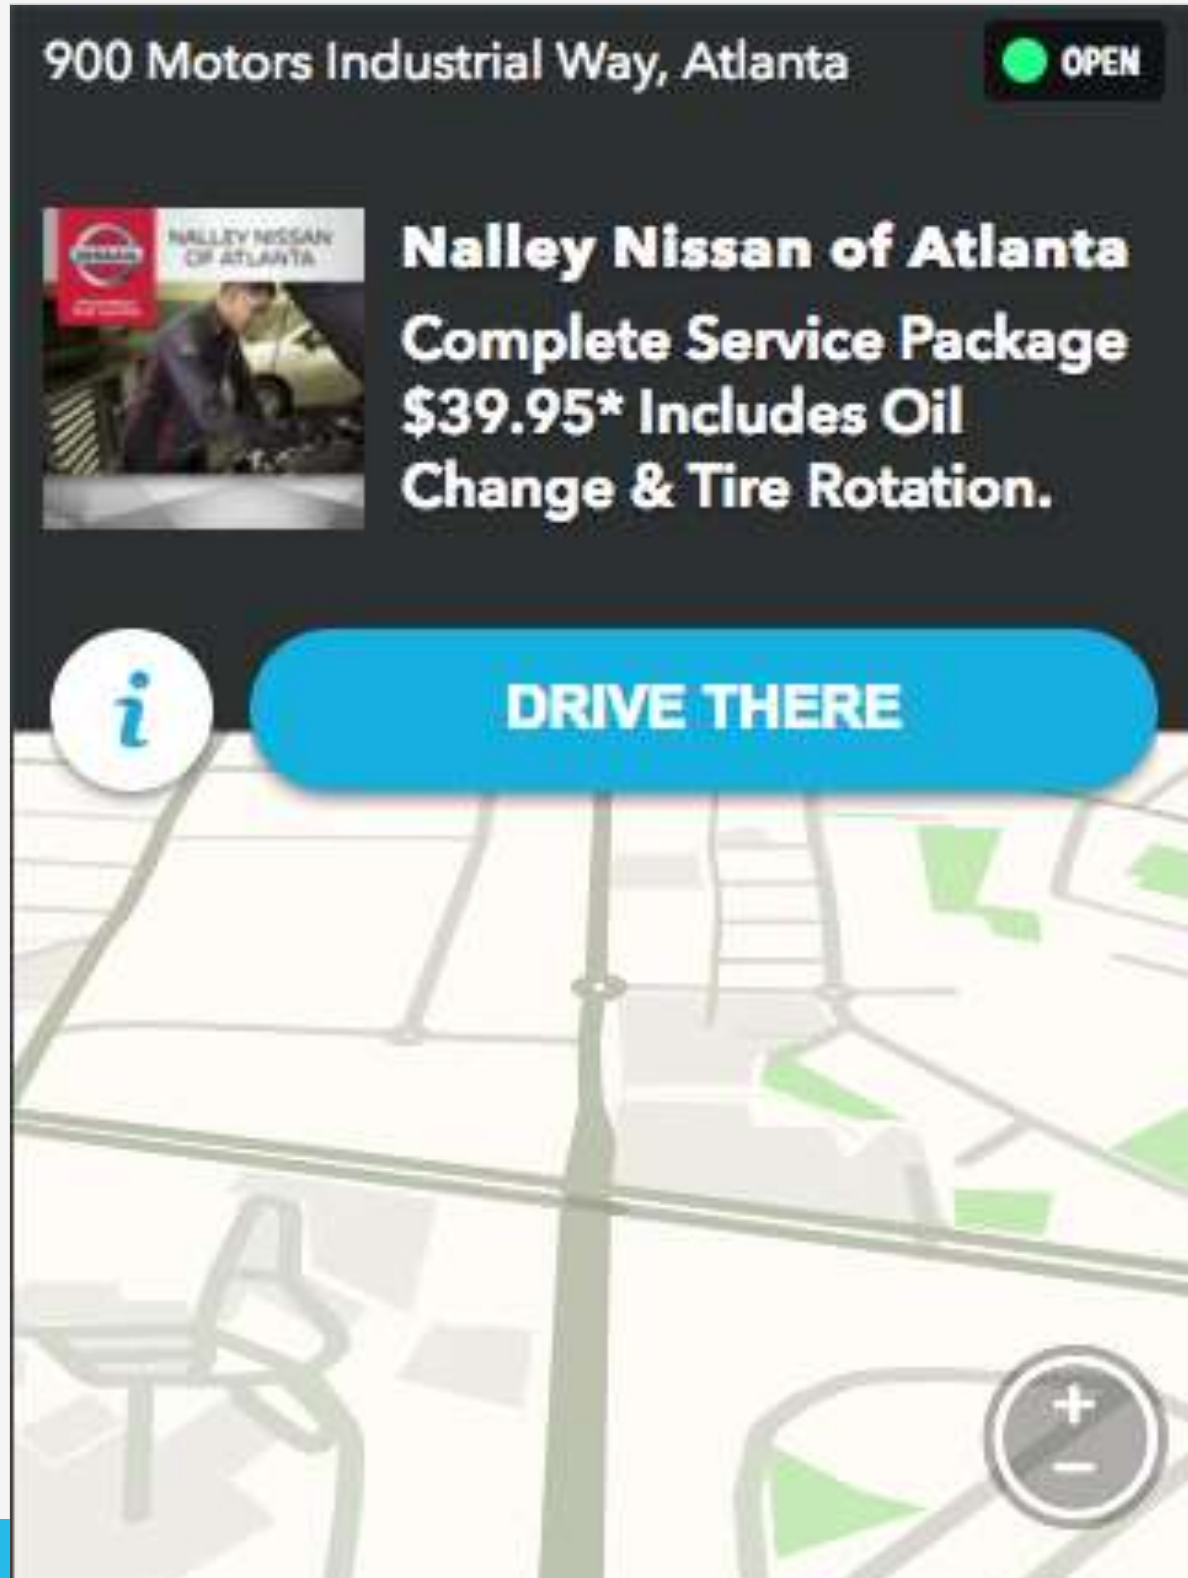 900 Motors Industrial Way, Atlanta
OPEN
NISSAN
NALLEY NISSAN
OF ATLANTA
Nalley Nissan of Atlanta
Complete Service Package
$39.95* Includes Oil
Change & Tire Rotation.
i
DRIVE THERE
+
−